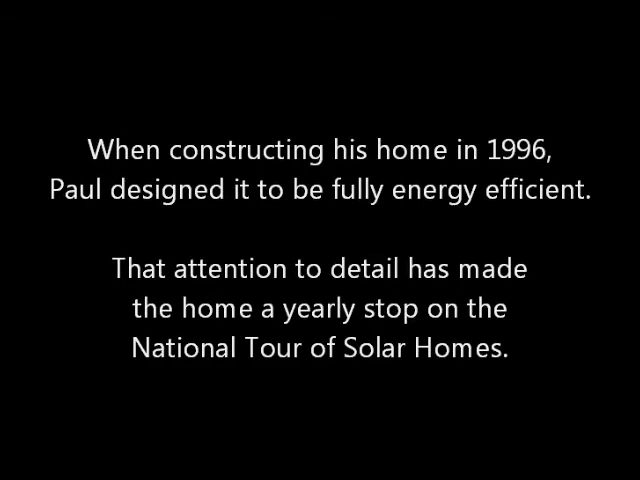 When constructing his home in 1996,
Paul designed it to be fully energy efficient.
That attention to detail has made
the home a yearly stop on the
National Tour of Solar Homes.